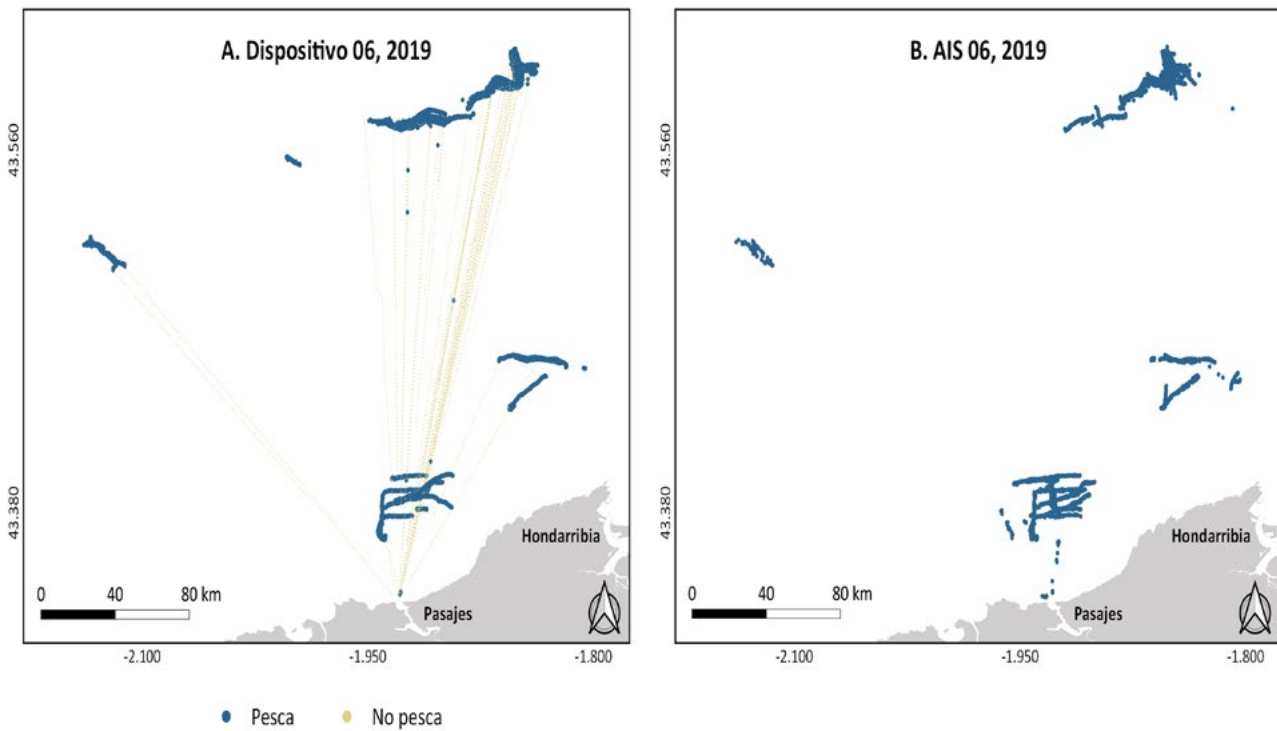 A. Dispositivo 06, 2019
43.560
43.380
Hondarribia
Pasajes
0 40 80 km
-2.100 -1.950 -1.800
B. AIS 06, 2019
43.560
43.380
Hondarribia
Pasajes
0 40 80 km
-2.100 -1.950 -1.800
Pesca No pesca